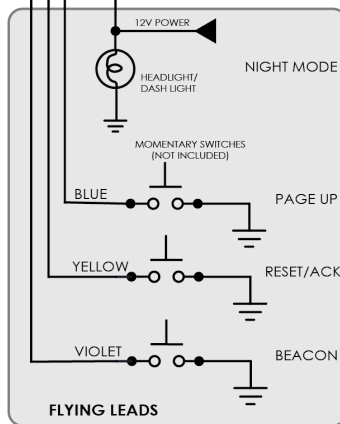 12V POWER
NIGHT MODE
HEADLIGHT/
DASH LIGHT
MOMENTARY SWITCHES
(NOT INCLUDED)
BLUE
PAGE UP
YELLOW
RESET/ACK
VIOLET
BEACON
FLYING LEADS